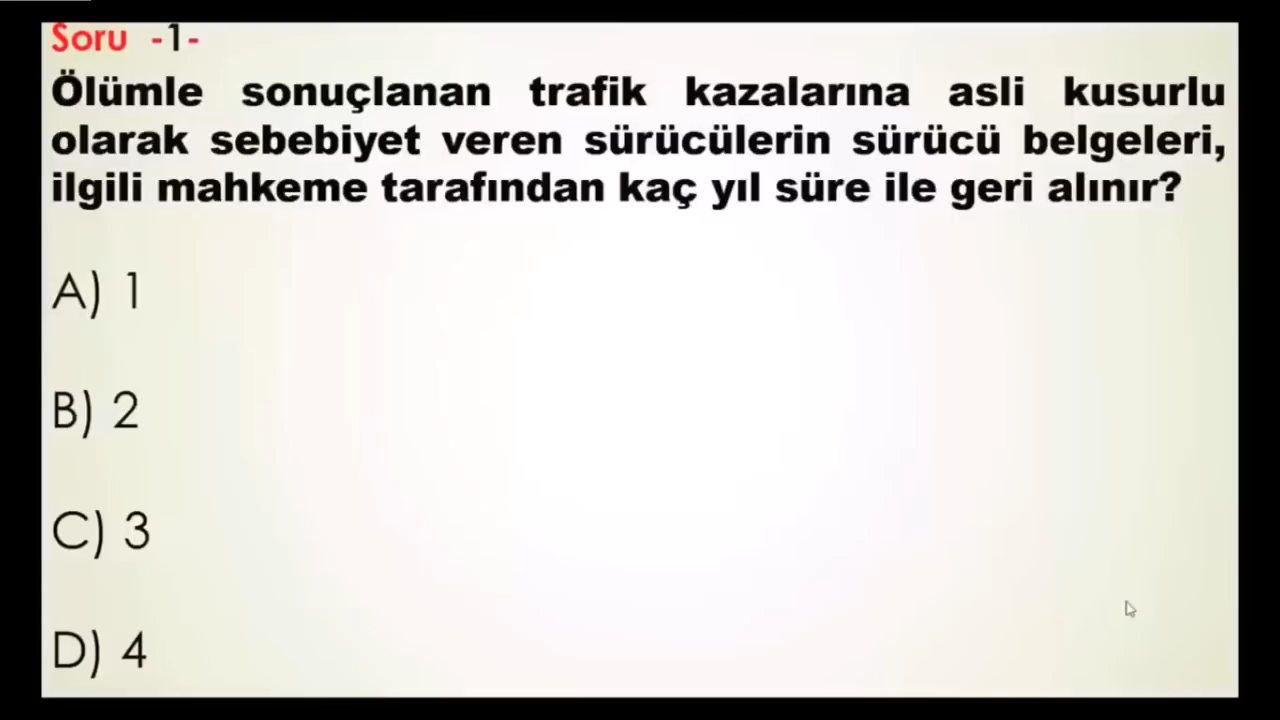 Soru -1-
Ölümle sonuçlanan trafik kazalarına asli kusurlu
olarak sebebiyet veren sürücülerin sürücü belgeleri,
ilgili mahkeme tarafından kaç yıl süre ile geri alınır?
A) 1
B) 2
C) 3
D) 4